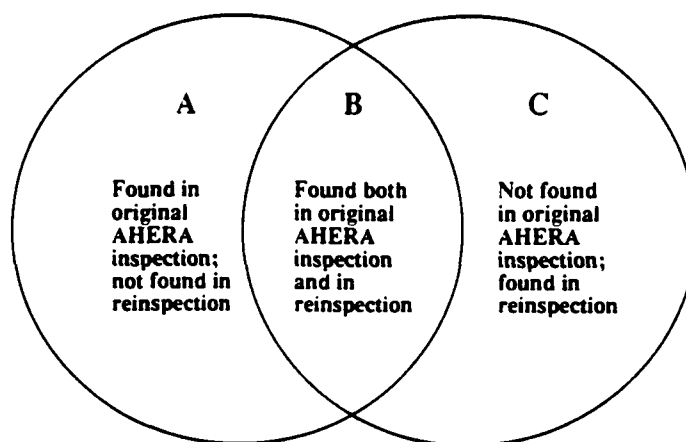 A
Found in
original
AHERA
inspection;
not found in
reinspection
B
Found both
in original
AHERA
inspection
and in
reinspection
C
Not found
in original
AHERA
inspection;
found in
reinspection